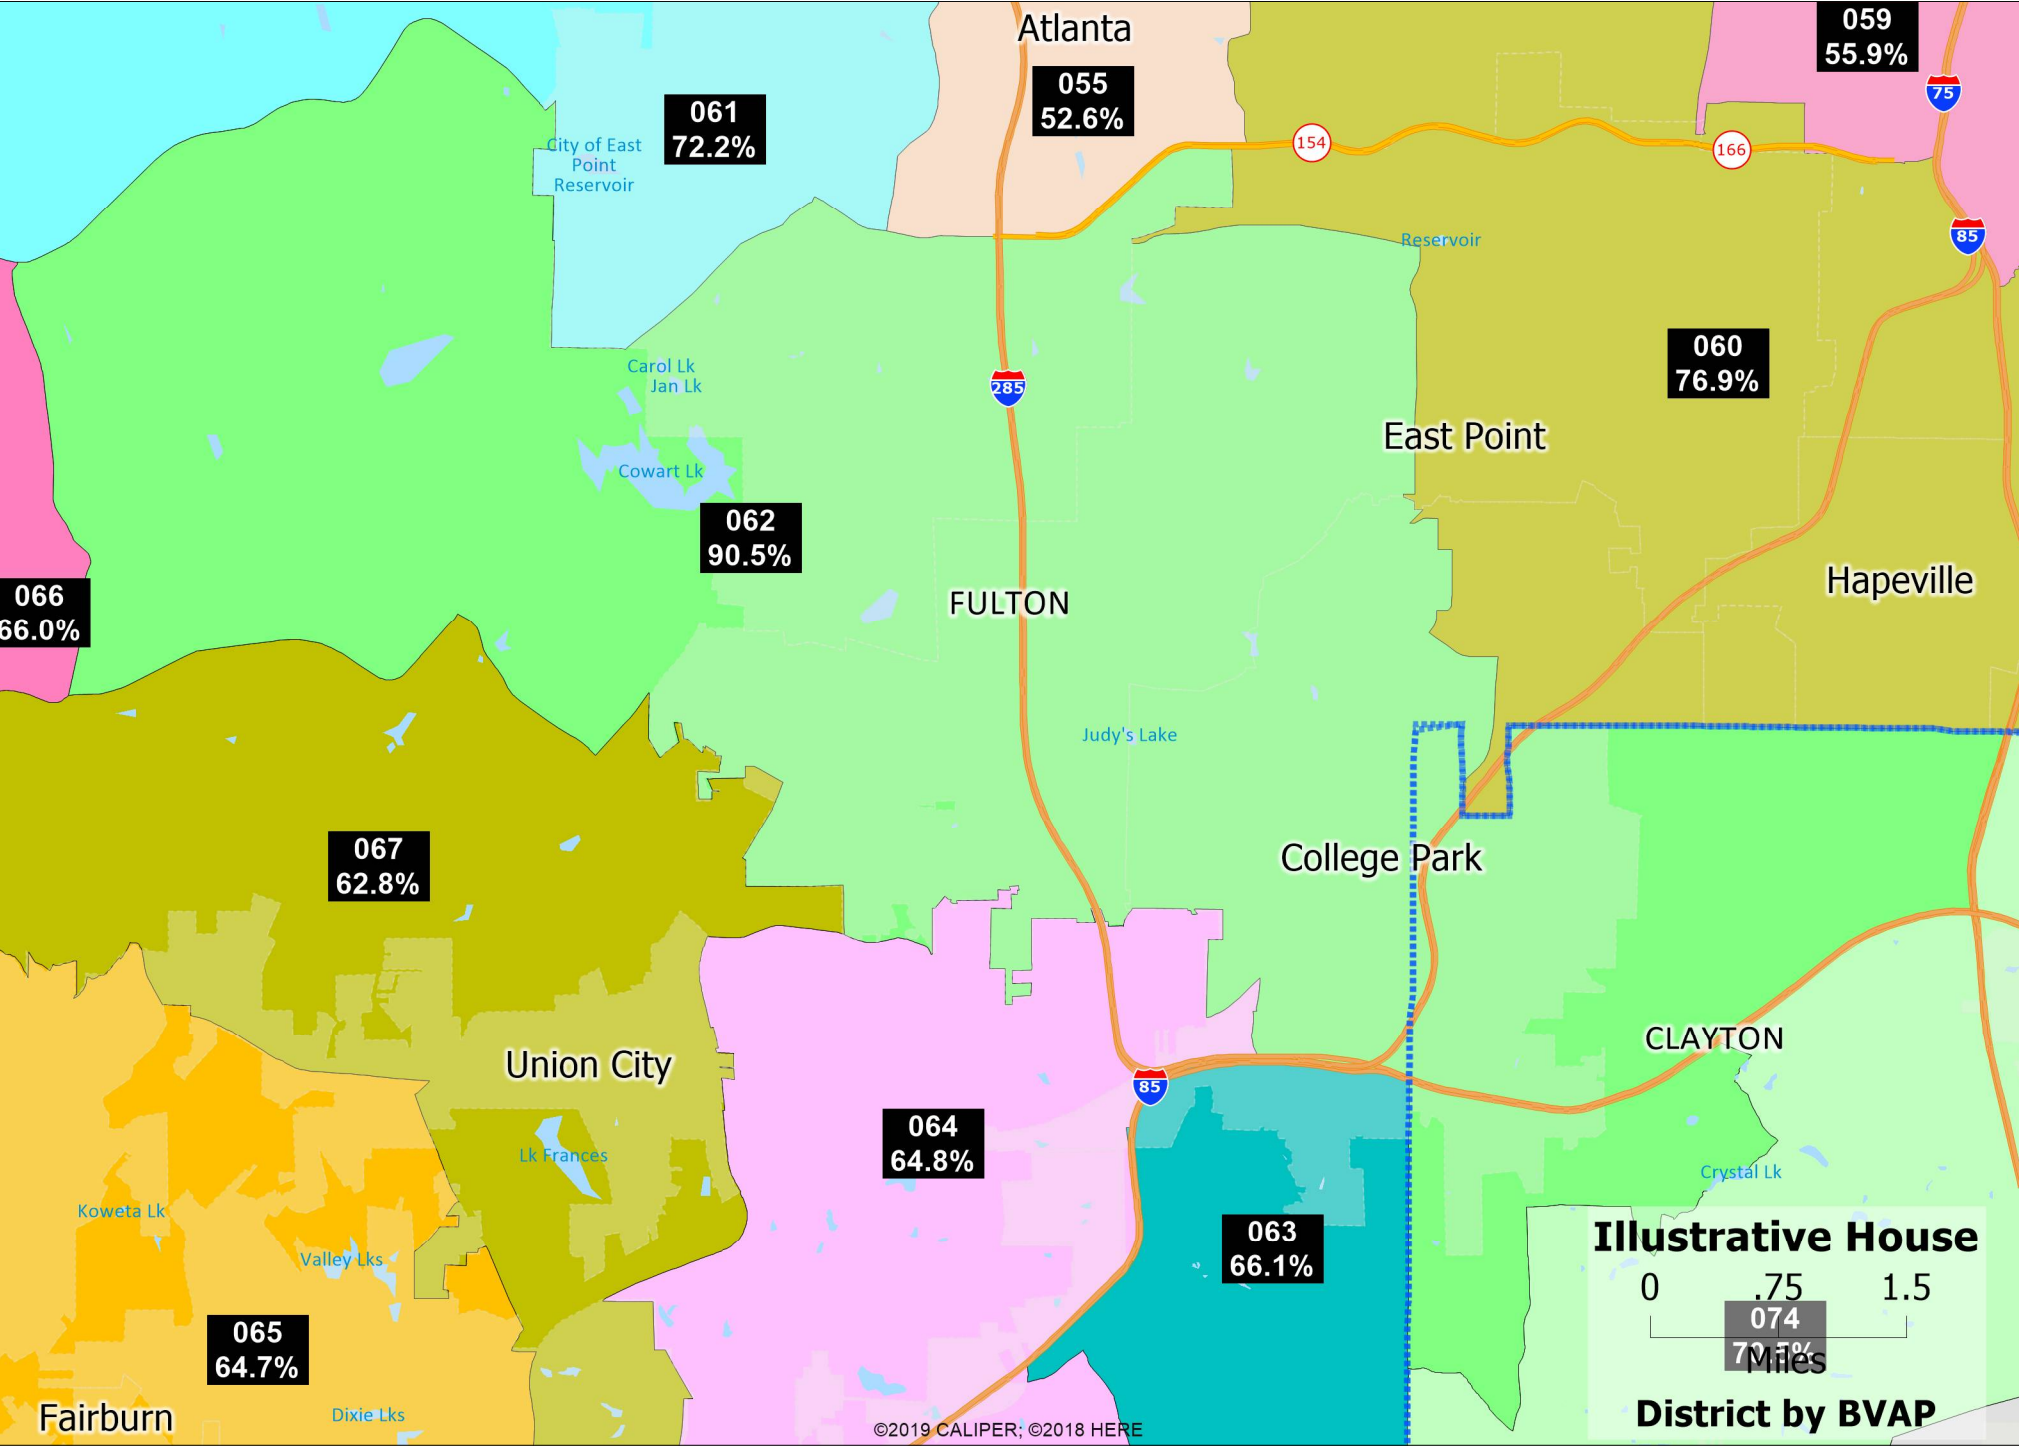 Atlanta
059
55.9%
055
52.6%
75
061
72.2%
154
166
City of East
Point
Reservoir
Reservoir
85
060
76.9%
Carol Lk
Jan Lk
285
East Point
Cowart Lk
062
90.5%
Hapeville
FULTON
066
66.0%
Judy's Lake
067
62.8%
College Park
CLAYTON
Union City
85
064
64.8%
Lk Frances
Crystal Lk
Koweta Lk
063
66.1%
Valley Lks
Illustrative House
0 .75 1.5
074
Miles
065
64.7%
Fairburn
Dixie Lks
District by BVAP
©2019 CALIPER; ©2018 HERE